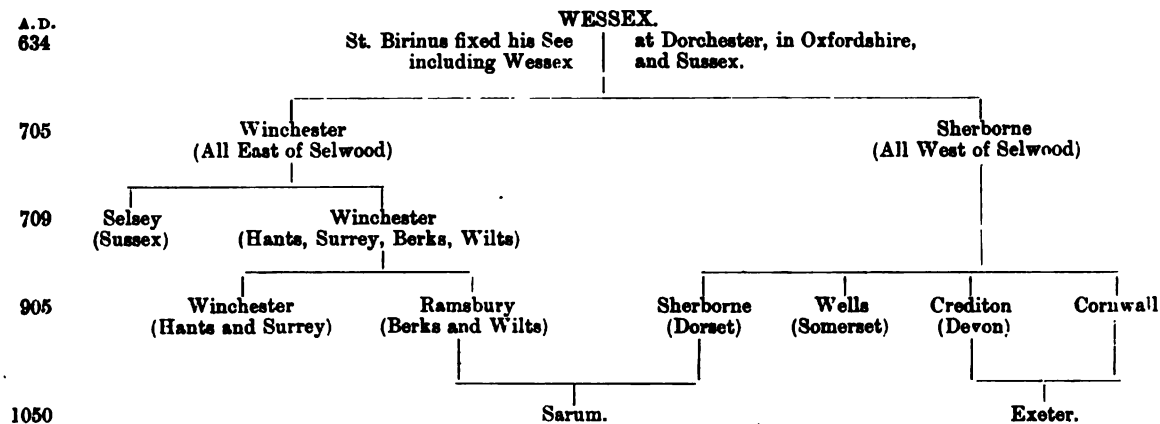 WESSEX.
A.D.
634 St. Birinus fixed his See at Dorchester, in Oxfordshire,
including Wessex and Sussex.
705 Winchester Sherborne
(All East of Selwood) (All West of Selwood)
709 Selsey Winchester
(Sussex) (Hants, Surrey, Berks, Wilts)
905 Winchester Ramsbury Sherborne Wells Crediton Cornwall
(Hants and Surrey) (Berks and Wilts) (Dorset) (Somerset) (Devon)
1050 Sarum. Exeter.